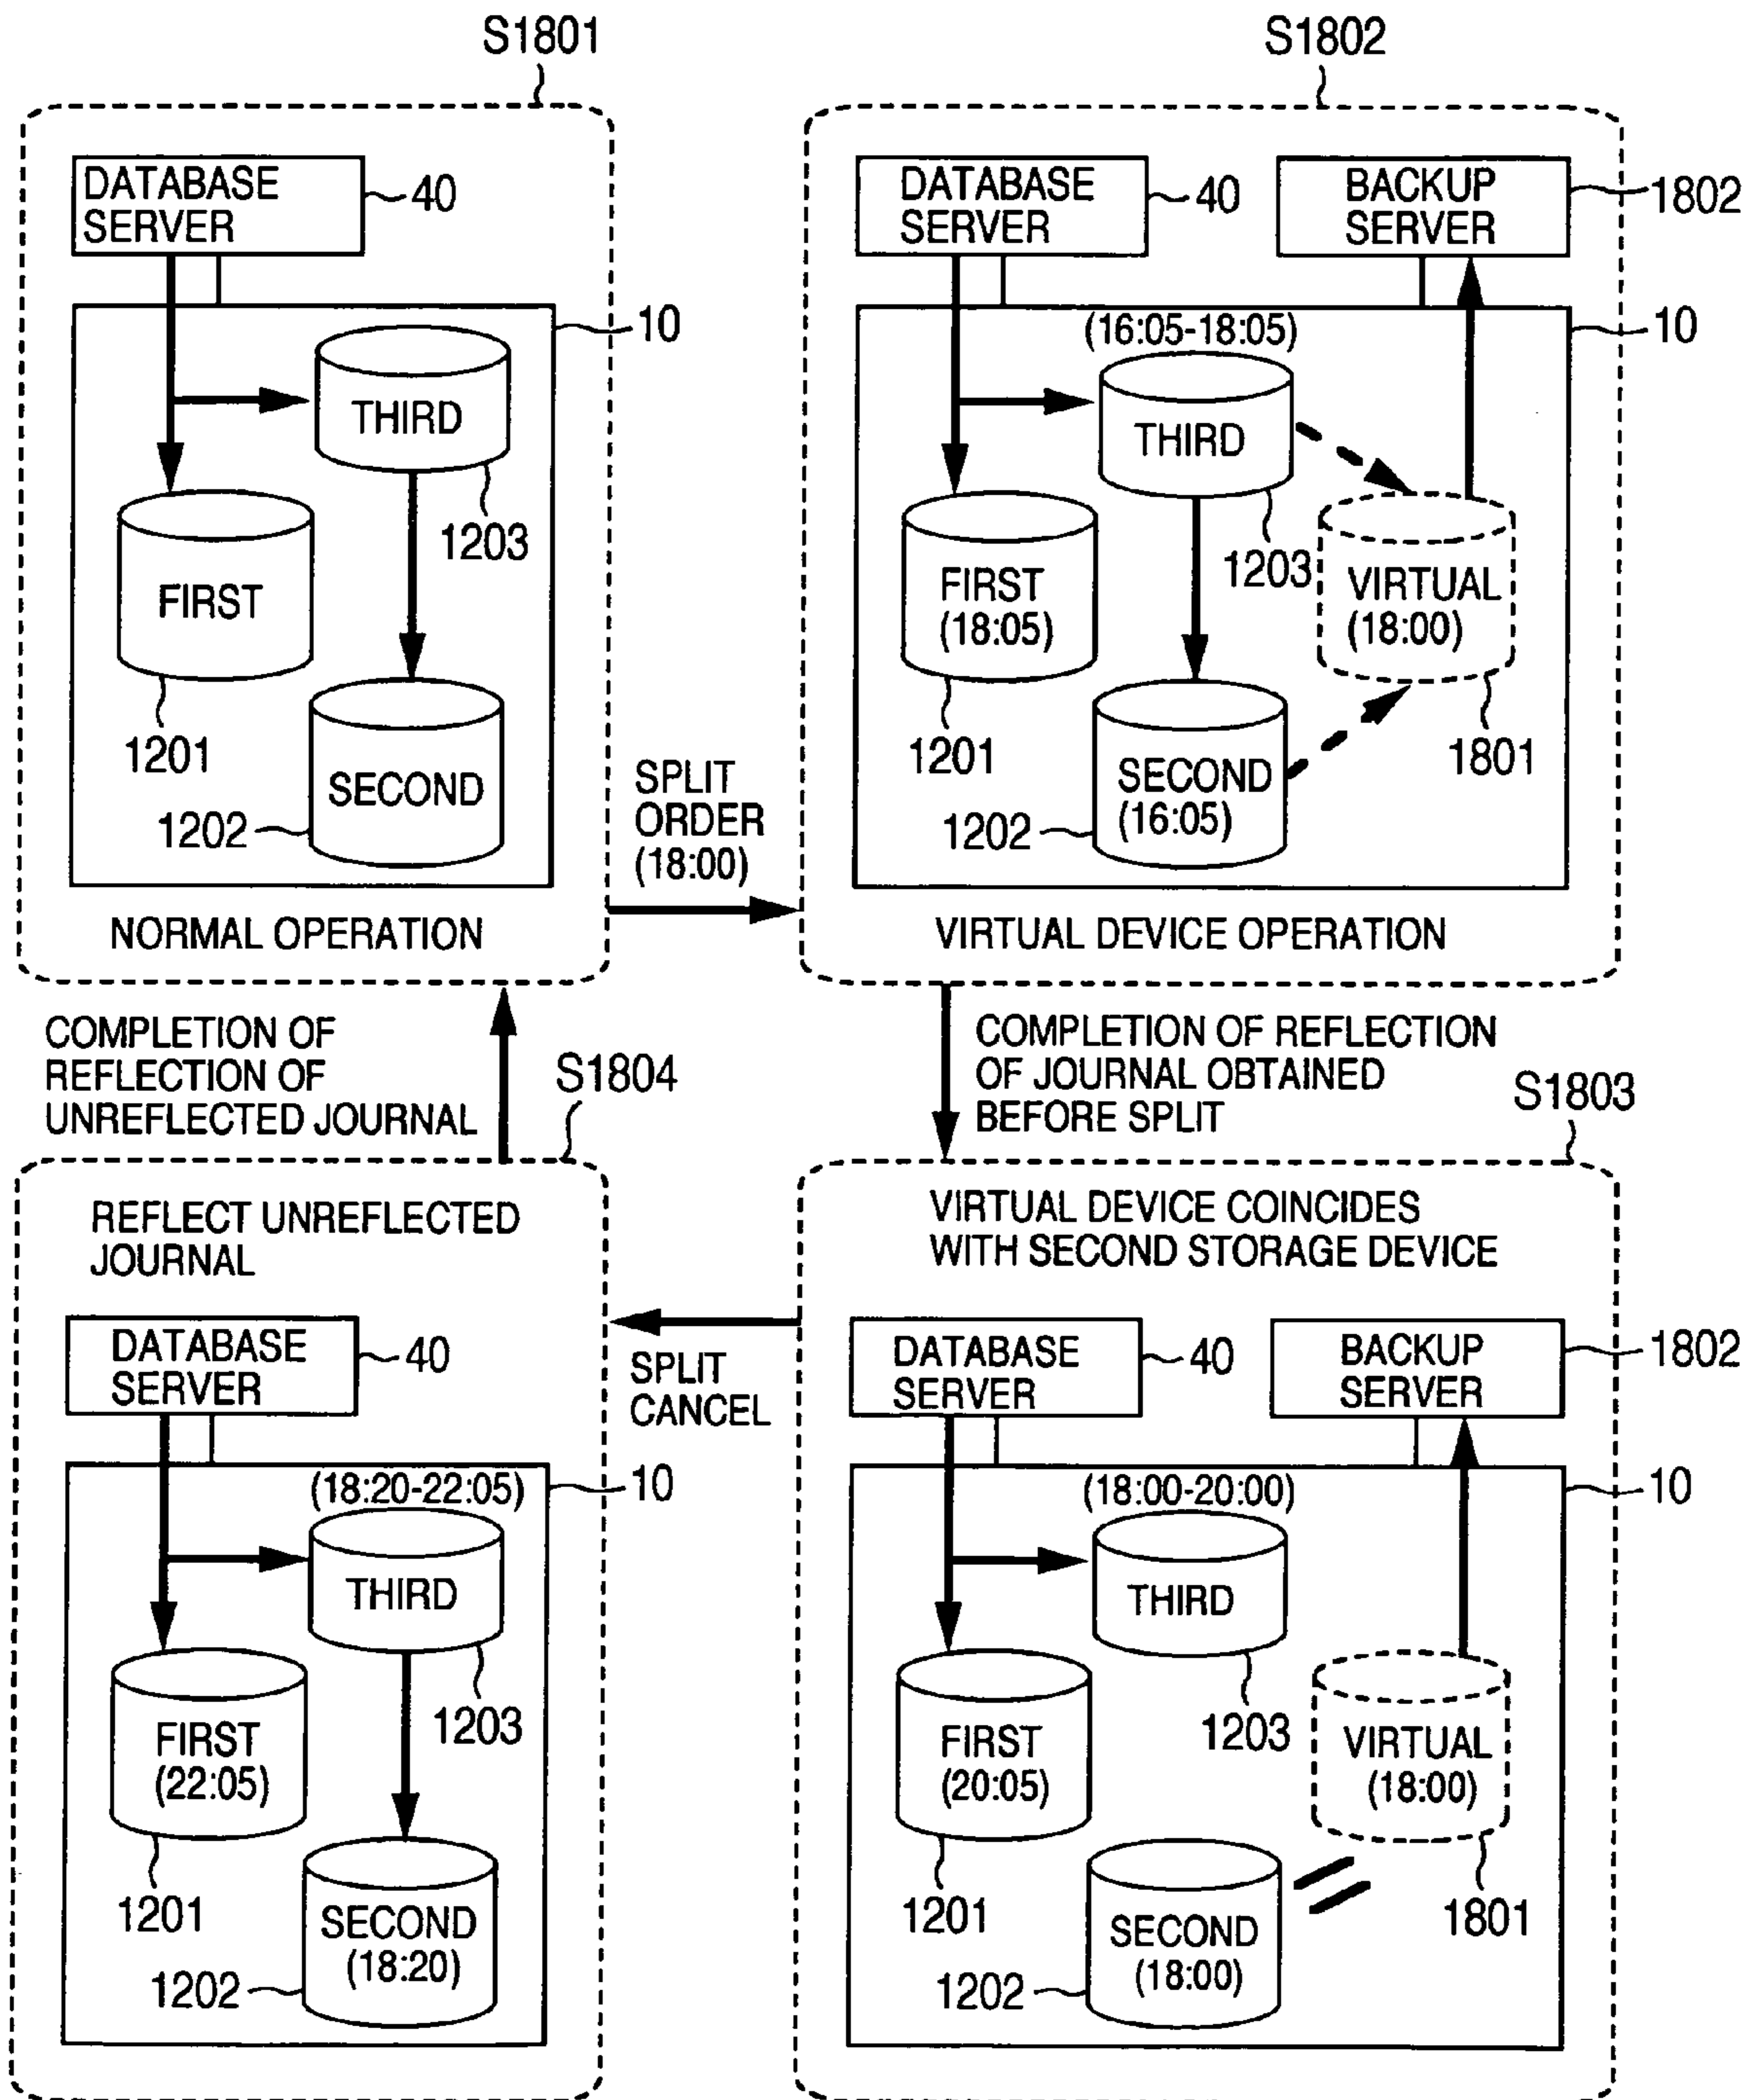 S1801
DATABASE
SERVER
40
10
THIRD
1203
FIRST
1201
SECOND
1202
NORMAL OPERATION
SPLIT
ORDER
(18:00)
S1802
DATABASE
SERVER
40
BACKUP
SERVER
1802
10
(16:05-18:05)
THIRD
1203
FIRST
(18:05)
1201
VIRTUAL
(18:00)
1801
SECOND
(16:05)
1202
VIRTUAL DEVICE OPERATION
COMPLETION OF
REFLECTION OF
UNREFLECTED JOURNAL
COMPLETION OF REFLECTION
OF JOURNAL OBTAINED
BEFORE SPLIT
S1804
REFLECT UNREFLECTED
JOURNAL
DATABASE
SERVER
40
10
(18:20-22:05)
THIRD
1203
FIRST
(22:05)
1201
SECOND
(18:20)
1202
SPLIT
CANCEL
S1803
VIRTUAL DEVICE COINCIDES
WITH SECOND STORAGE DEVICE
DATABASE
SERVER
40
BACKUP
SERVER
1802
10
(18:00-20:00)
THIRD
1203
FIRST
(20:05)
1201
VIRTUAL
(18:00)
1801
SECOND
(18:00)
1202